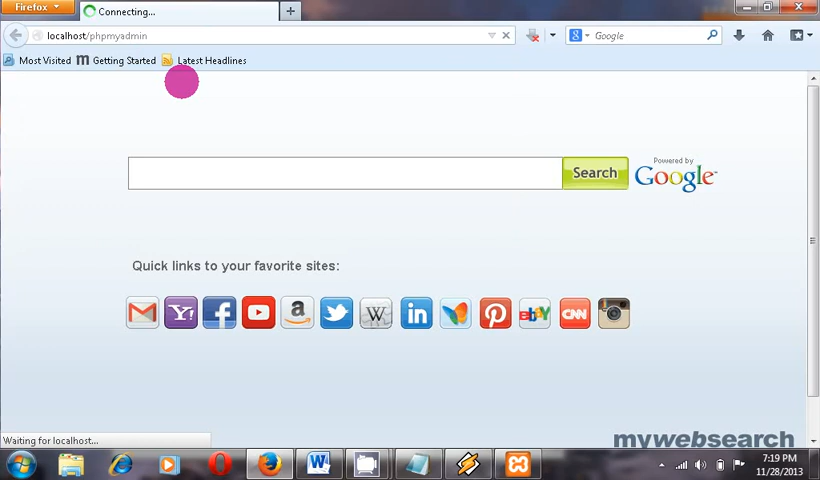 Firefox
Connecting...
localhost/phpmyadmin
Google
Most Visited
Getting Started
Latest Headlines
Search
Powered by
Google
Quick links to your favorite sites:
CNN
mywebsearch
Waiting for localhost...
7:19 PM
11/28/2013